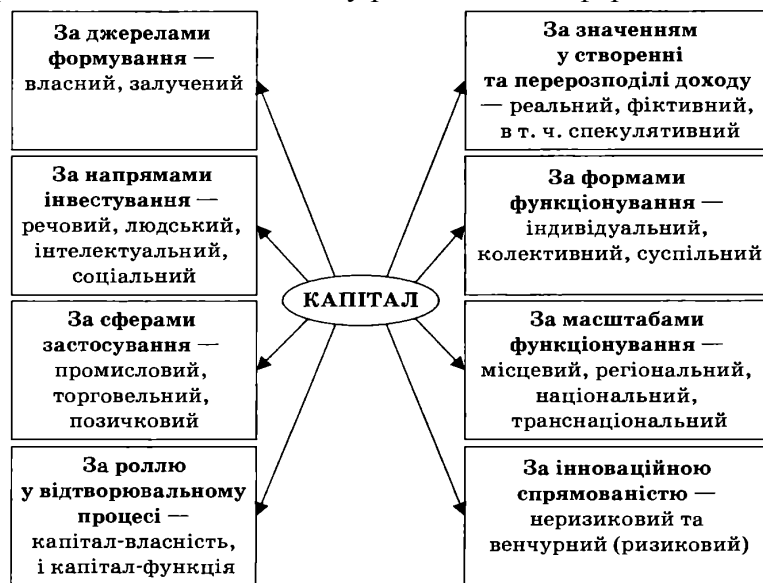 За джерелами
формування —
власний, залучений
За напрямами
інвестування —
речовий, людський,
інтелектуальний,
соціальний
За сферами
застосування —
промисловий,
торговельний,
позичковий
За роллю
у відтворювальному
процесі —
капітал-власність,
і капітал-функція
КАПІТАЛ
За значенням
у створенні
та перерозподілі доходу
— реальний, фіктивний,
в т. ч. спекулятивний
За формами
функціонування —
індивідуальний,
колективний, суспільний
За масштабами
функціонування —
місцевий, регіональний,
національний,
транснаціональний
За інноваційною
спрямованістю —
неризиковий та
венчурний (ризиковий)